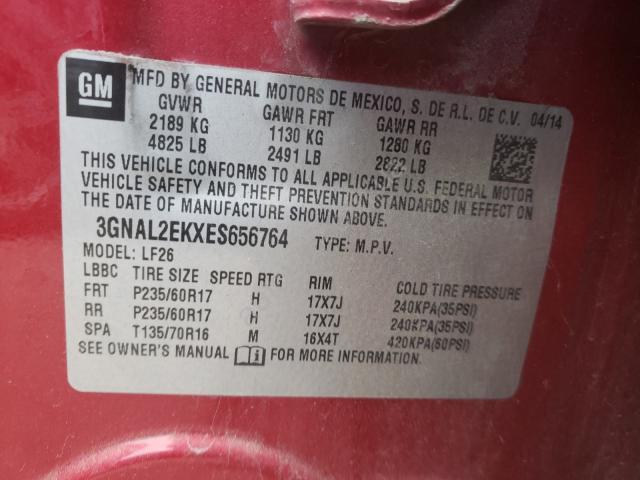 GM
MFD BY GENERAL MOTORS DE MEXICO, S. DE R.L. DE C.V. 04/14
GVWR GAWR FRT GAWR RR
2189 KG 1130 KG 1280 KG
4825 LB 2491 LB 2822 LB
THIS VEHICLE CONFORMS TO ALL APPLICABLE U.S. FEDERAL MOTOR
VEHICLE SAFETY AND THEFT PREVENTION STANDARDS IN EFFECT ON
THE DATE OF MANUFACTURE SHOWN ABOVE.
3GNAL2EKXES656764 TYPE: M.P.V.
MODEL: LF26
LBBC TIRE SIZE SPEED RTG RIM COLD TIRE PRESSURE
FRT P235/60R17 H 17X7J 240KPA(35PSI)
RR P235/60R17 H 17X7J 240KPA(35PSI)
SPA T135/70R16 M 16X4T 420KPA(60PSI)
SEE OWNER'S MANUAL FOR MORE INFORMATION.